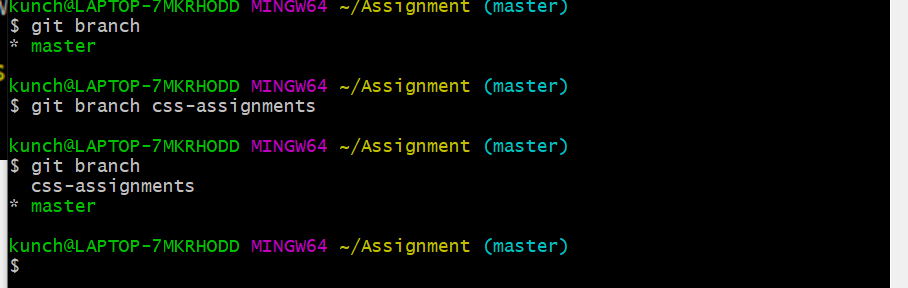 kunch@LAPTOP-7MKRHODD MINGW64 ~/Assignment (master)
$ git branch
* master
kunch@LAPTOP-7MKRHODD MINGW64 ~/Assignment (master)
$ git branch css-assignments
kunch@LAPTOP-7MKRHODD MINGW64 ~/Assignment (master)
$ git branch
  css-assignments
* master
kunch@LAPTOP-7MKRHODD MINGW64 ~/Assignment (master)
$